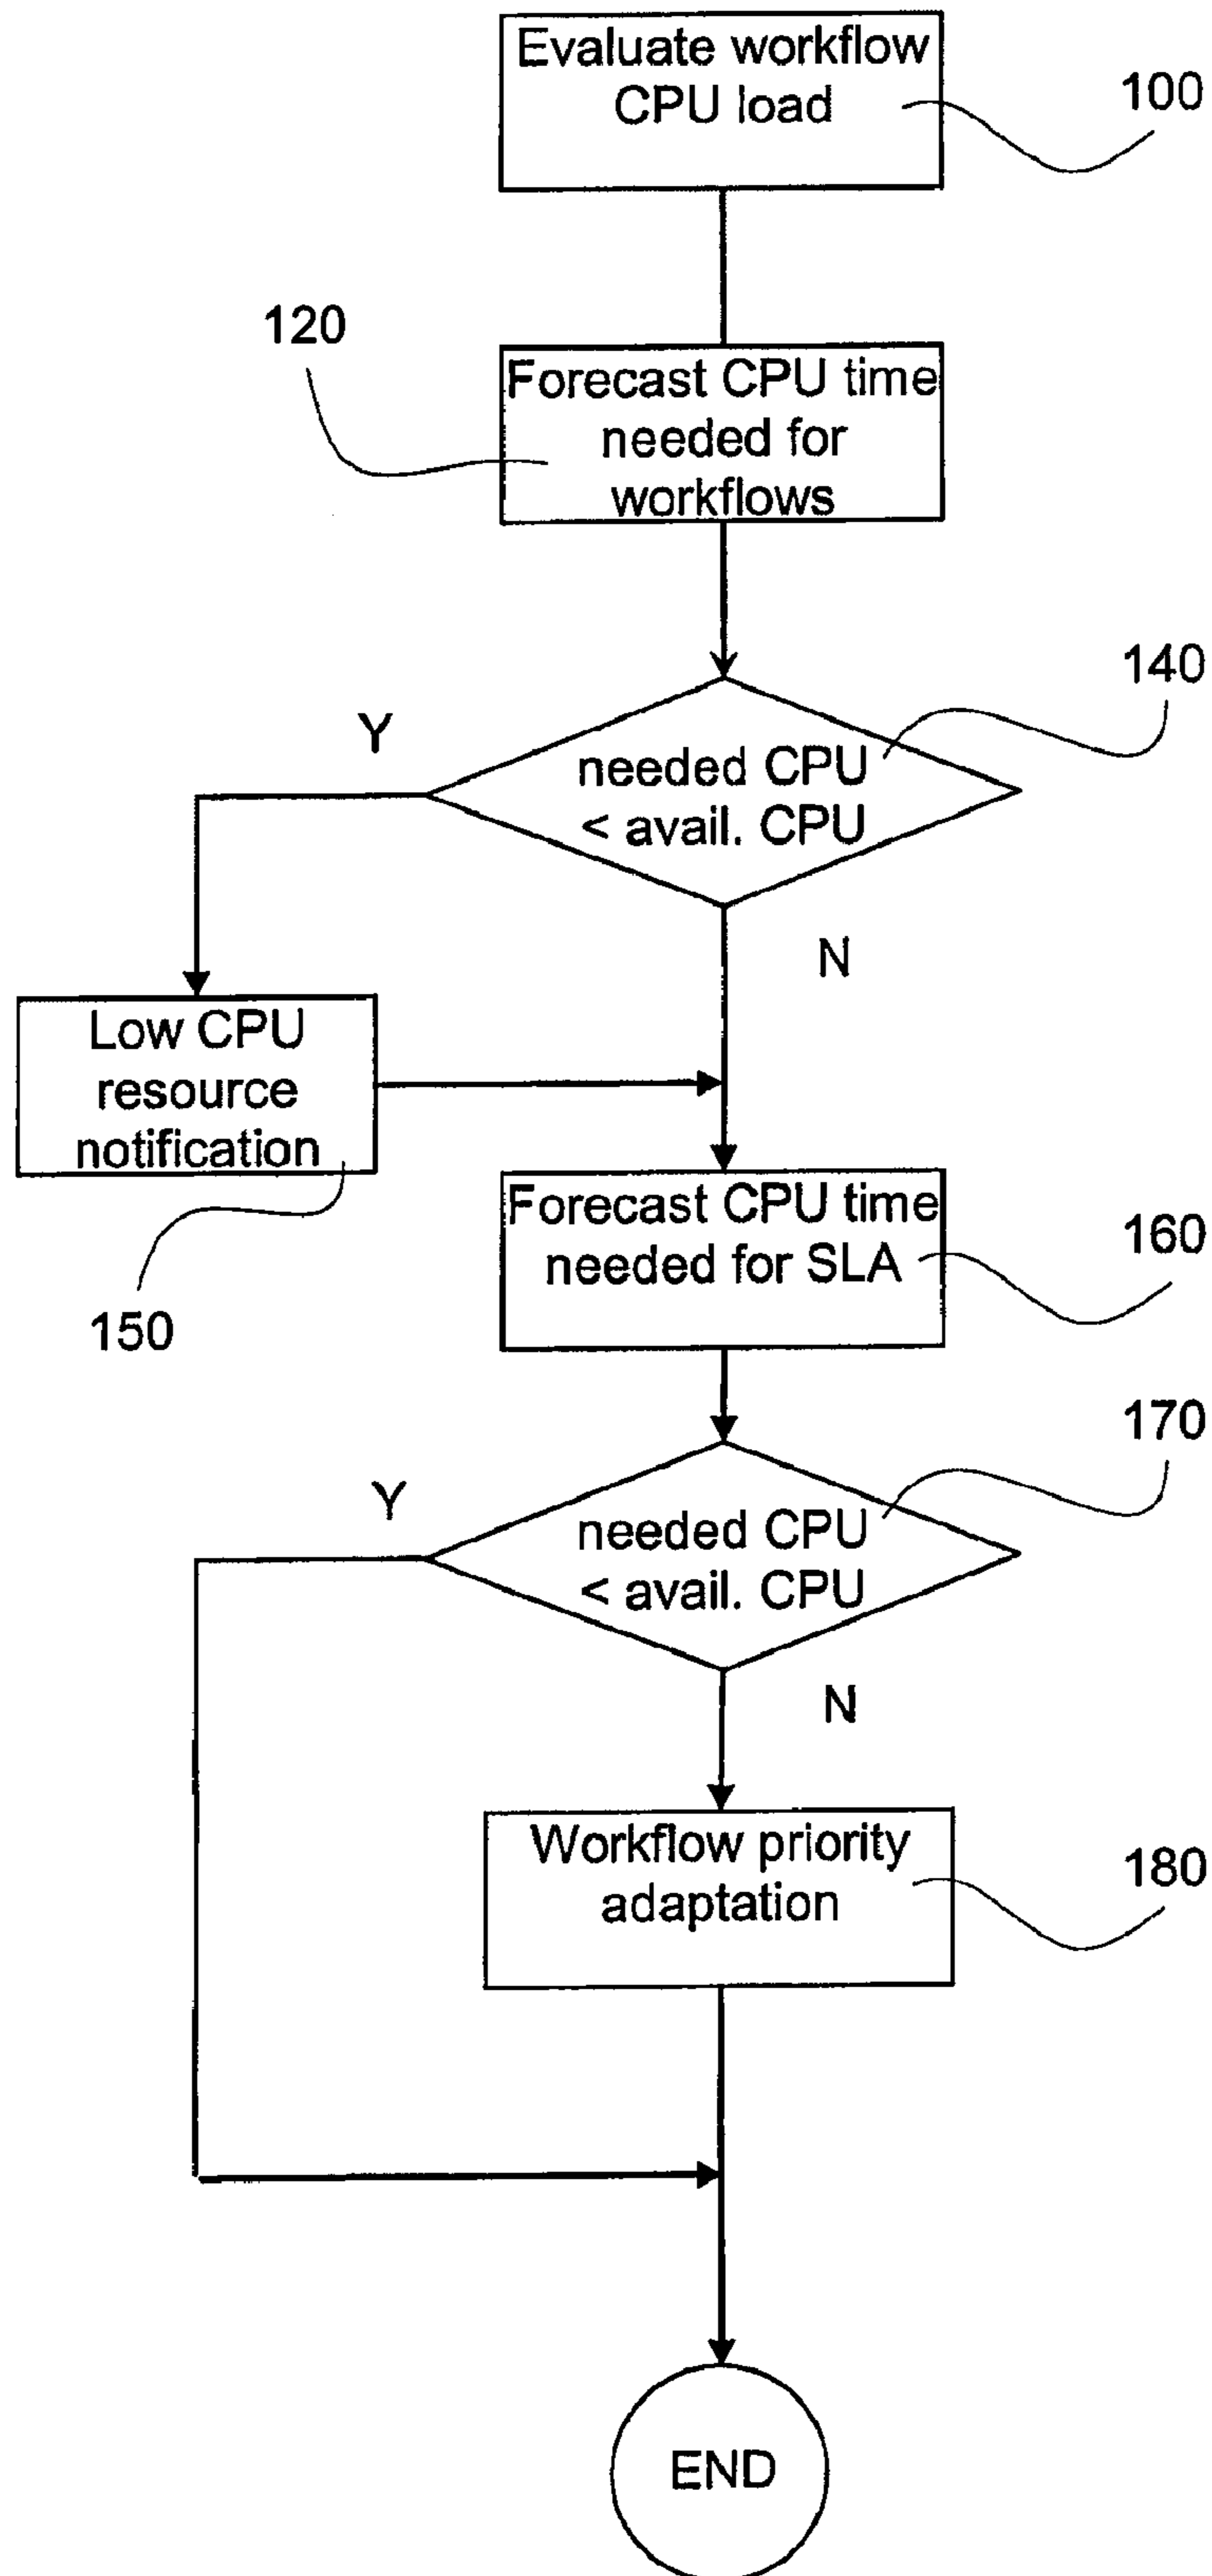 Evaluate workflow
CPU load
100
120
Forecast CPU time
needed for
workflows
140
Y
needed CPU
< avail. CPU
N
Low CPU
resource
notification
150
Forecast CPU time
needed for SLA
160
170
Y
needed CPU
< avail. CPU
N
Workflow priority
adaptation
180
END